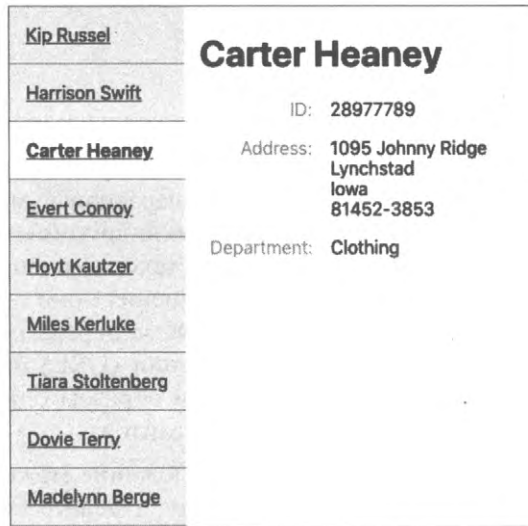 Kip Russel
Harrison Swift
Carter Heaney
Evert Conroy
Hoyt Kautzer
Miles Kerluke
Tiara Stoltenberg
Dovie Terry
Madelynn Berge
Carter Heaney
ID: 28977789
Address: 1095 Johnny Ridge
Lynchstad
Iowa
81452-3853
Department: Clothing